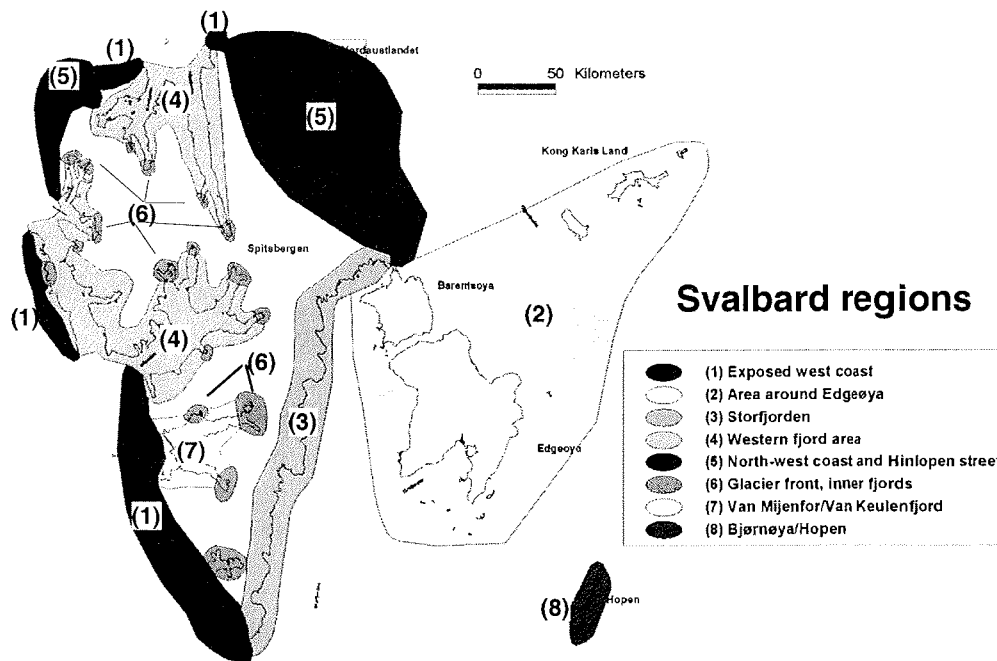 (1)
(1)
Nordaustlandet
(5)
0 50 Kilometers
(4)
(5)
Kong Karls Land
(6)
Spitsbergen
Barentsoya
(2)
Svalbard regions
(1)
(4)
(6)
(3)
Edgeoya
(7)
(1)
(8)
Hopen
(1) Exposed west coast
(2) Area around Edgeøya
(3) Storfjorden
(4) Western fjord area
(5) North-west coast and Hinlopen street
(6) Glacier front, inner fjords
(7) Van Mijenfor/Van Keulenfjord
(8) Bjørnøya/Hopen